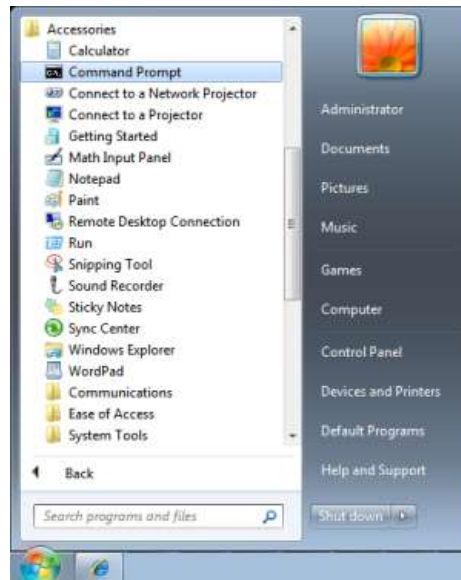 Accessories
Calculator
Command Prompt
Connect to a Network Projector
Connect to a Projector
Getting Started
Math Input Panel
Notepad
Paint
Remote Desktop Connection
Run
Snipping Tool
Sound Recorder
Sticky Notes
Sync Center
Windows Explorer
WordPad
Communications
Ease of Access
System Tools
Back
Search programs and files
Administrator
Documents
Pictures
Music
Games
Computer
Control Panel
Devices and Printers
Default Programs
Help and Support
Shut down